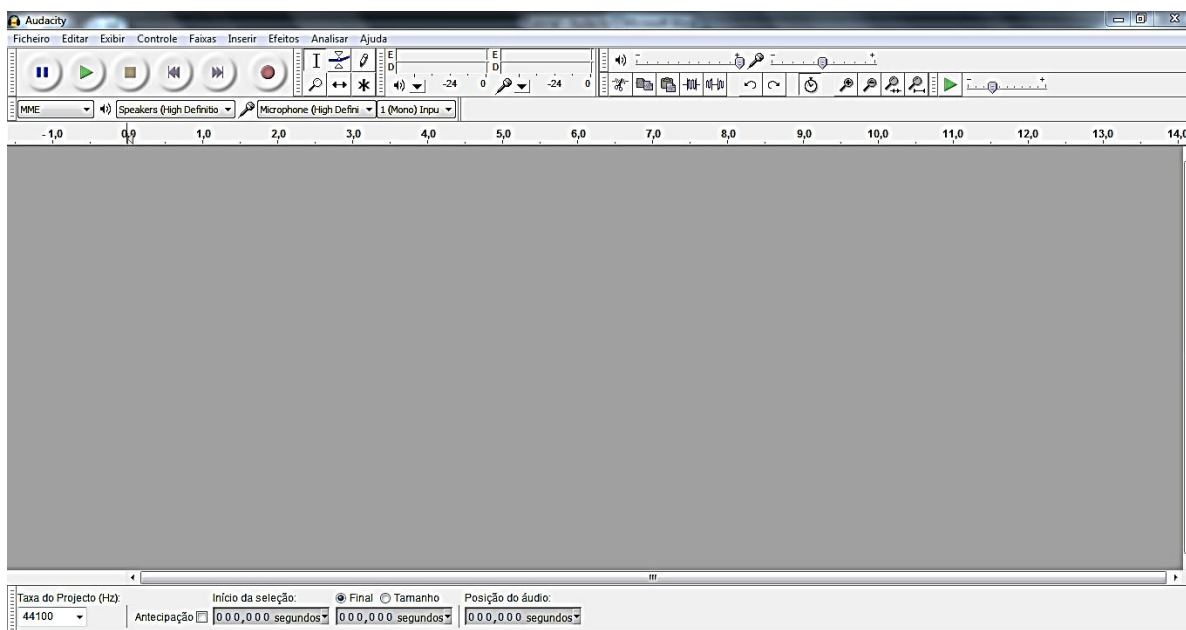 Audacity
Ficheiro Editar Exibir Controle Faixas Inserir Efeitos Analisar Ajuda
E E
D D
-24 0 -24 0
- + - +
- +
MME Speakers (High Definitio Microphone (High Defini 1 (Mono) Inpu
- 1,0 0,0 1,0 2,0 3,0 4,0 5,0 6,0 7,0 8,0 9,0 10,0 11,0 12,0 13,0 14,0
Taxa do Projecto (Hz): Início da seleção: Final Tamanho Posição do áudio:
44100 Antecipação 0 0 0,0 0 0 segundos 0 0 0,0 0 0 segundos 0 0 0,0 0 0 segundos